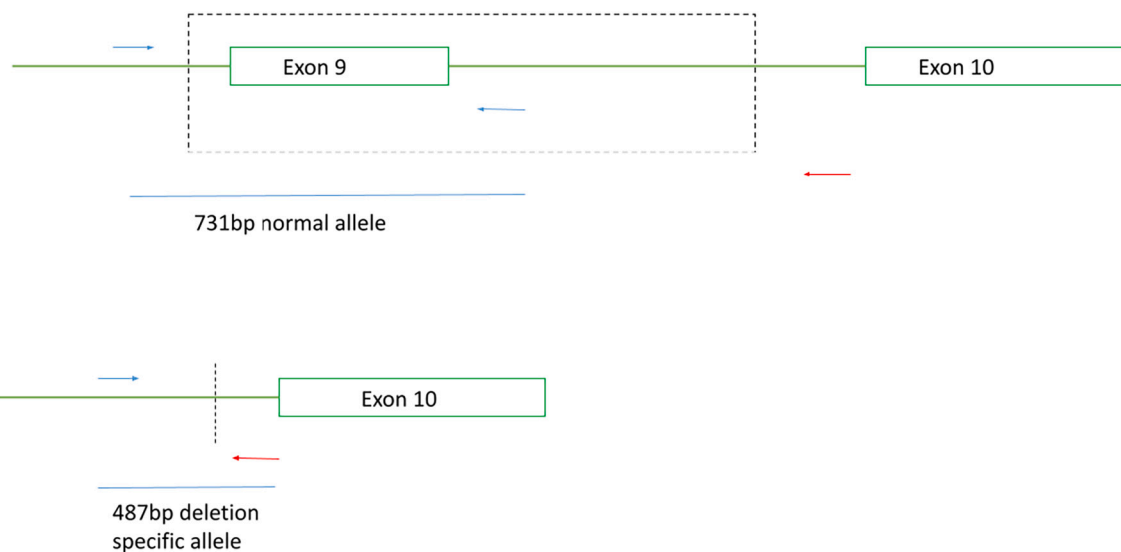 Exon 9
Exon 10
731bp normal allele
Exon 10
487bp deletion
specific allele